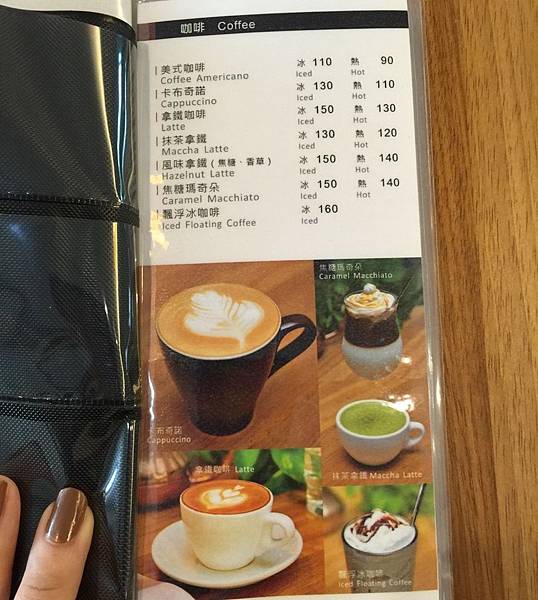 咖啡 Coffee
美式咖啡 冰 110 熱 90
Coffee Americano Iced Hot
卡布奇諾 冰 130 熱 110
Cappuccino Iced Hot
拿鐵咖啡 冰 150 熱 130
Latte Iced Hot
抹茶拿鐵 冰 130 熱 120
Maccha Latte Iced Hot
風味拿鐵(焦糖、香草) 冰 150 熱 140
Hazelnut Latte Iced Hot
焦糖瑪奇朵 冰 150 熱 140
Caramel Macchiato Iced Hot
飄浮冰咖啡 冰 160
Iced Floating Coffee Iced
焦糖瑪奇朵
Caramel Macchiato
卡布奇諾
Cappuccino
抹茶拿鐵 Maccha Latte
拿鐵咖啡 Latte
飄浮冰咖啡
Iced Floating Coffee